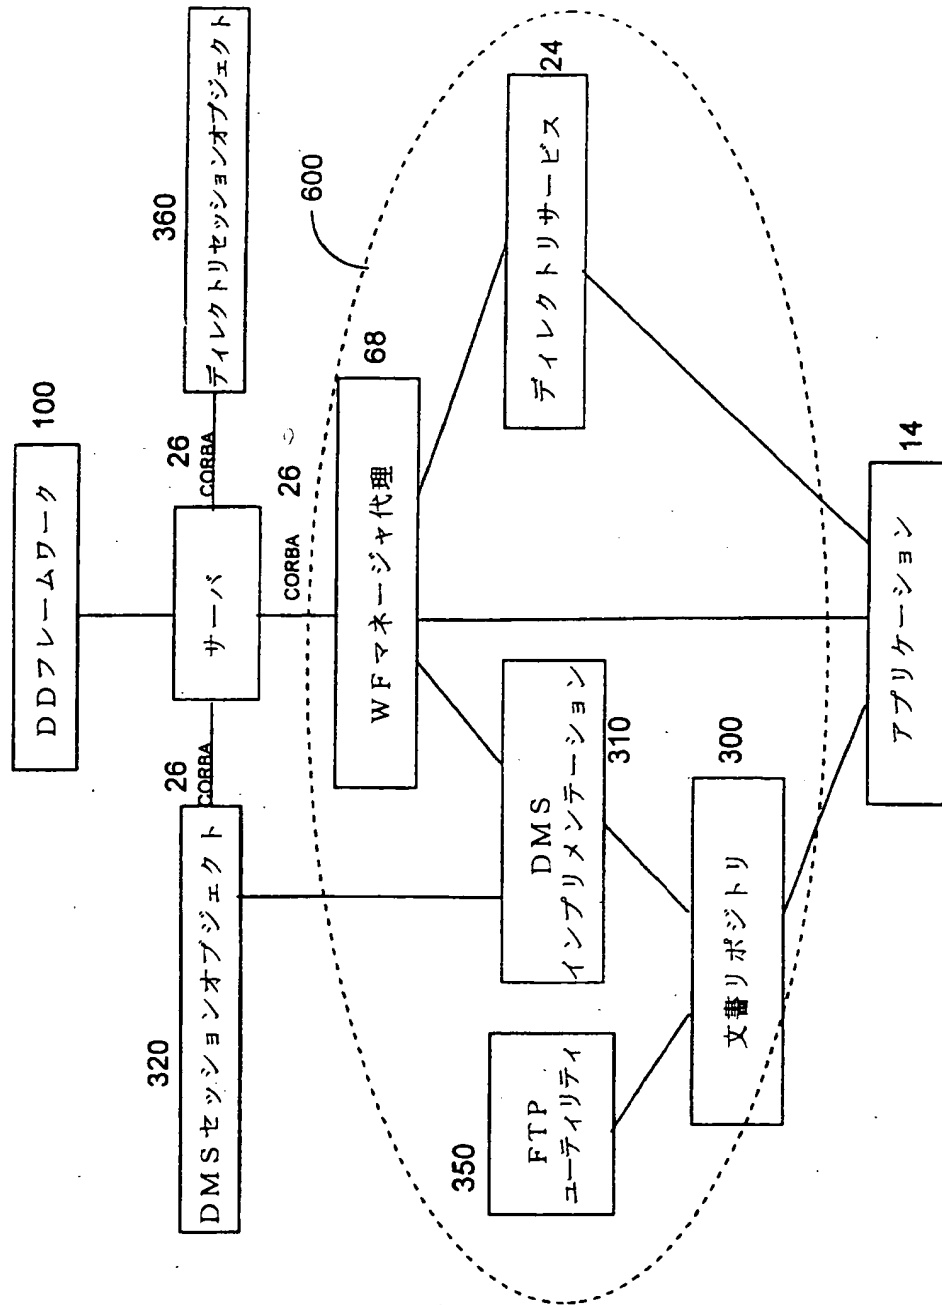 DDフレームワーク
100
320
DMSセッションオブジェクト
26
CORBA
サーバ
26
CORBA
360
ディレクトリセッションオブジェクト
CORBA
26
600
WFマネージャ代理
68
350
FTP
ユーティリティ
DMS
インプリメンテーション
310
ディレクトリサービス
24
文書リポジトリ
300
アプリケーション
14